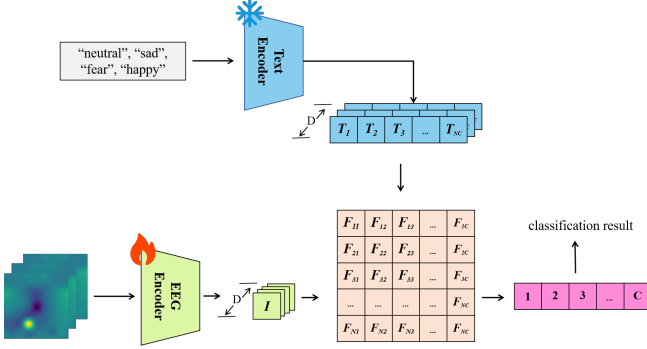 “neutral”, “sad”,
“fear”, “happy”
Text
Encoder
D
T1 T2 T3 ... TNC
F11 F12 F13 ... F1C
F21 F22 F23 ... F2C
F31 F32 F33 ... F3C
... ... ... ... FNC
FN1 FN2 FN3 ... FNC
classification result
EEG
Encoder
D
I
1 2 3 ... C